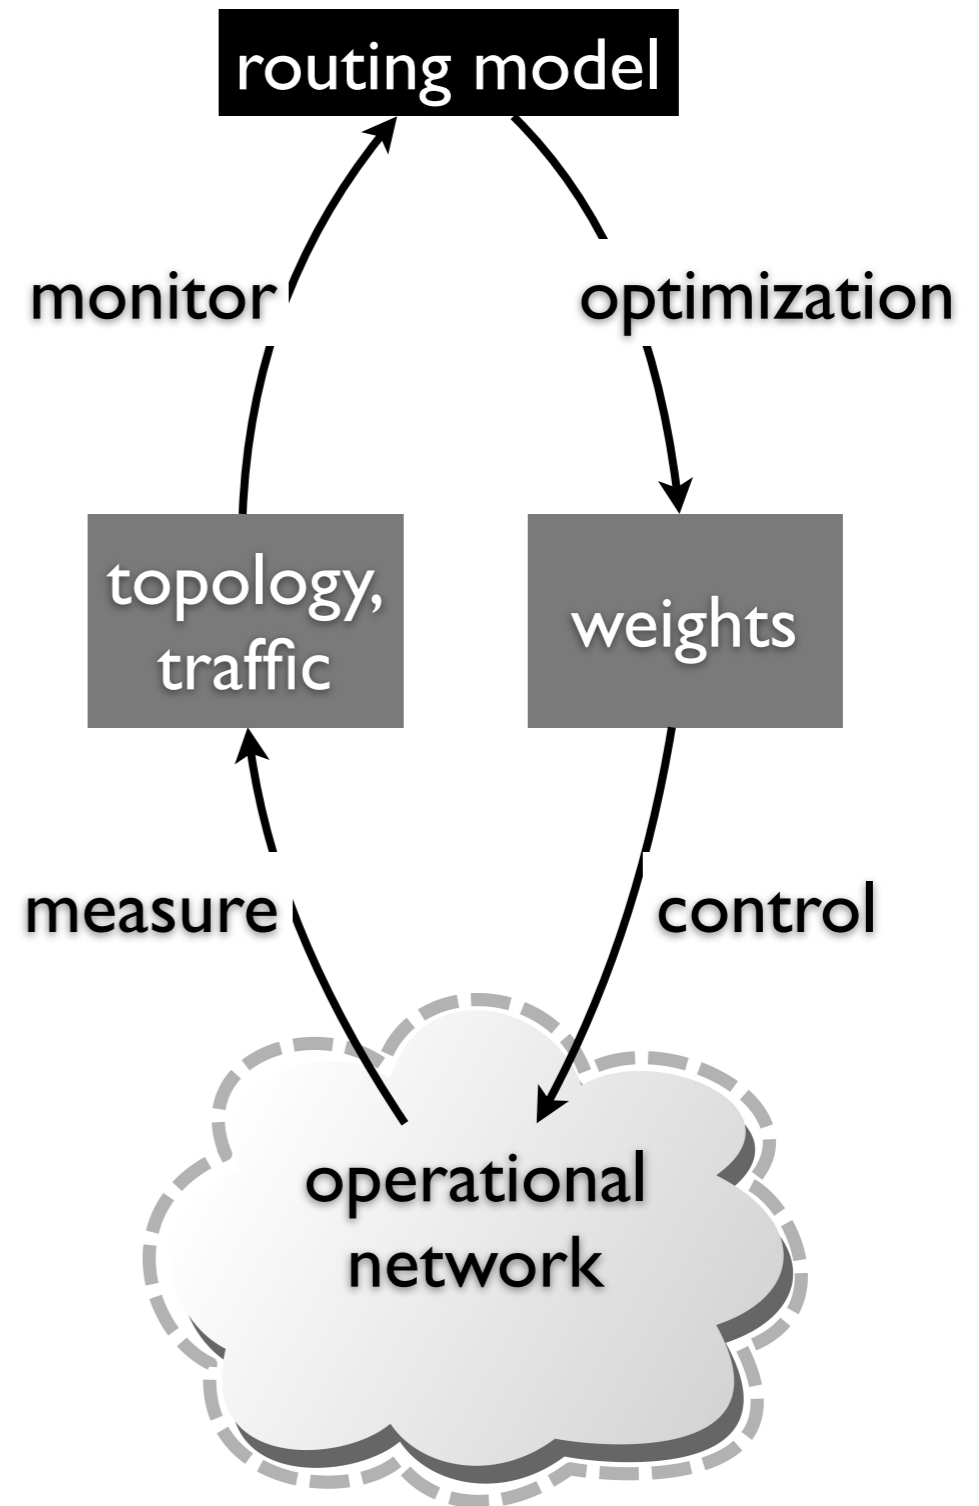 routing model
monitor
optimization
topology,
traffic
weights
measure
control
operational
network